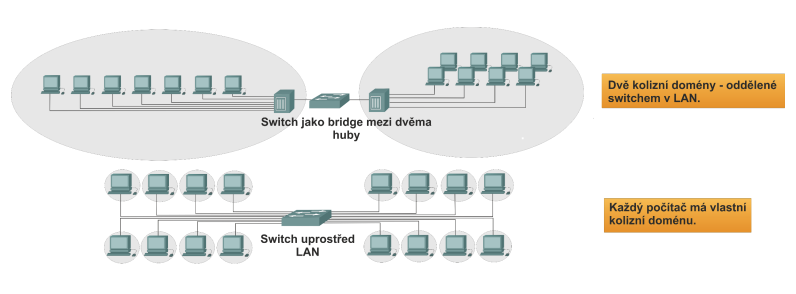 Dvě kolizní domény - oddělené
switchem v LAN.
Switch jako bridge mezi dvěma
huby
Každý počítač má vlastní
kolizní doménu.
Switch uprostřed
LAN